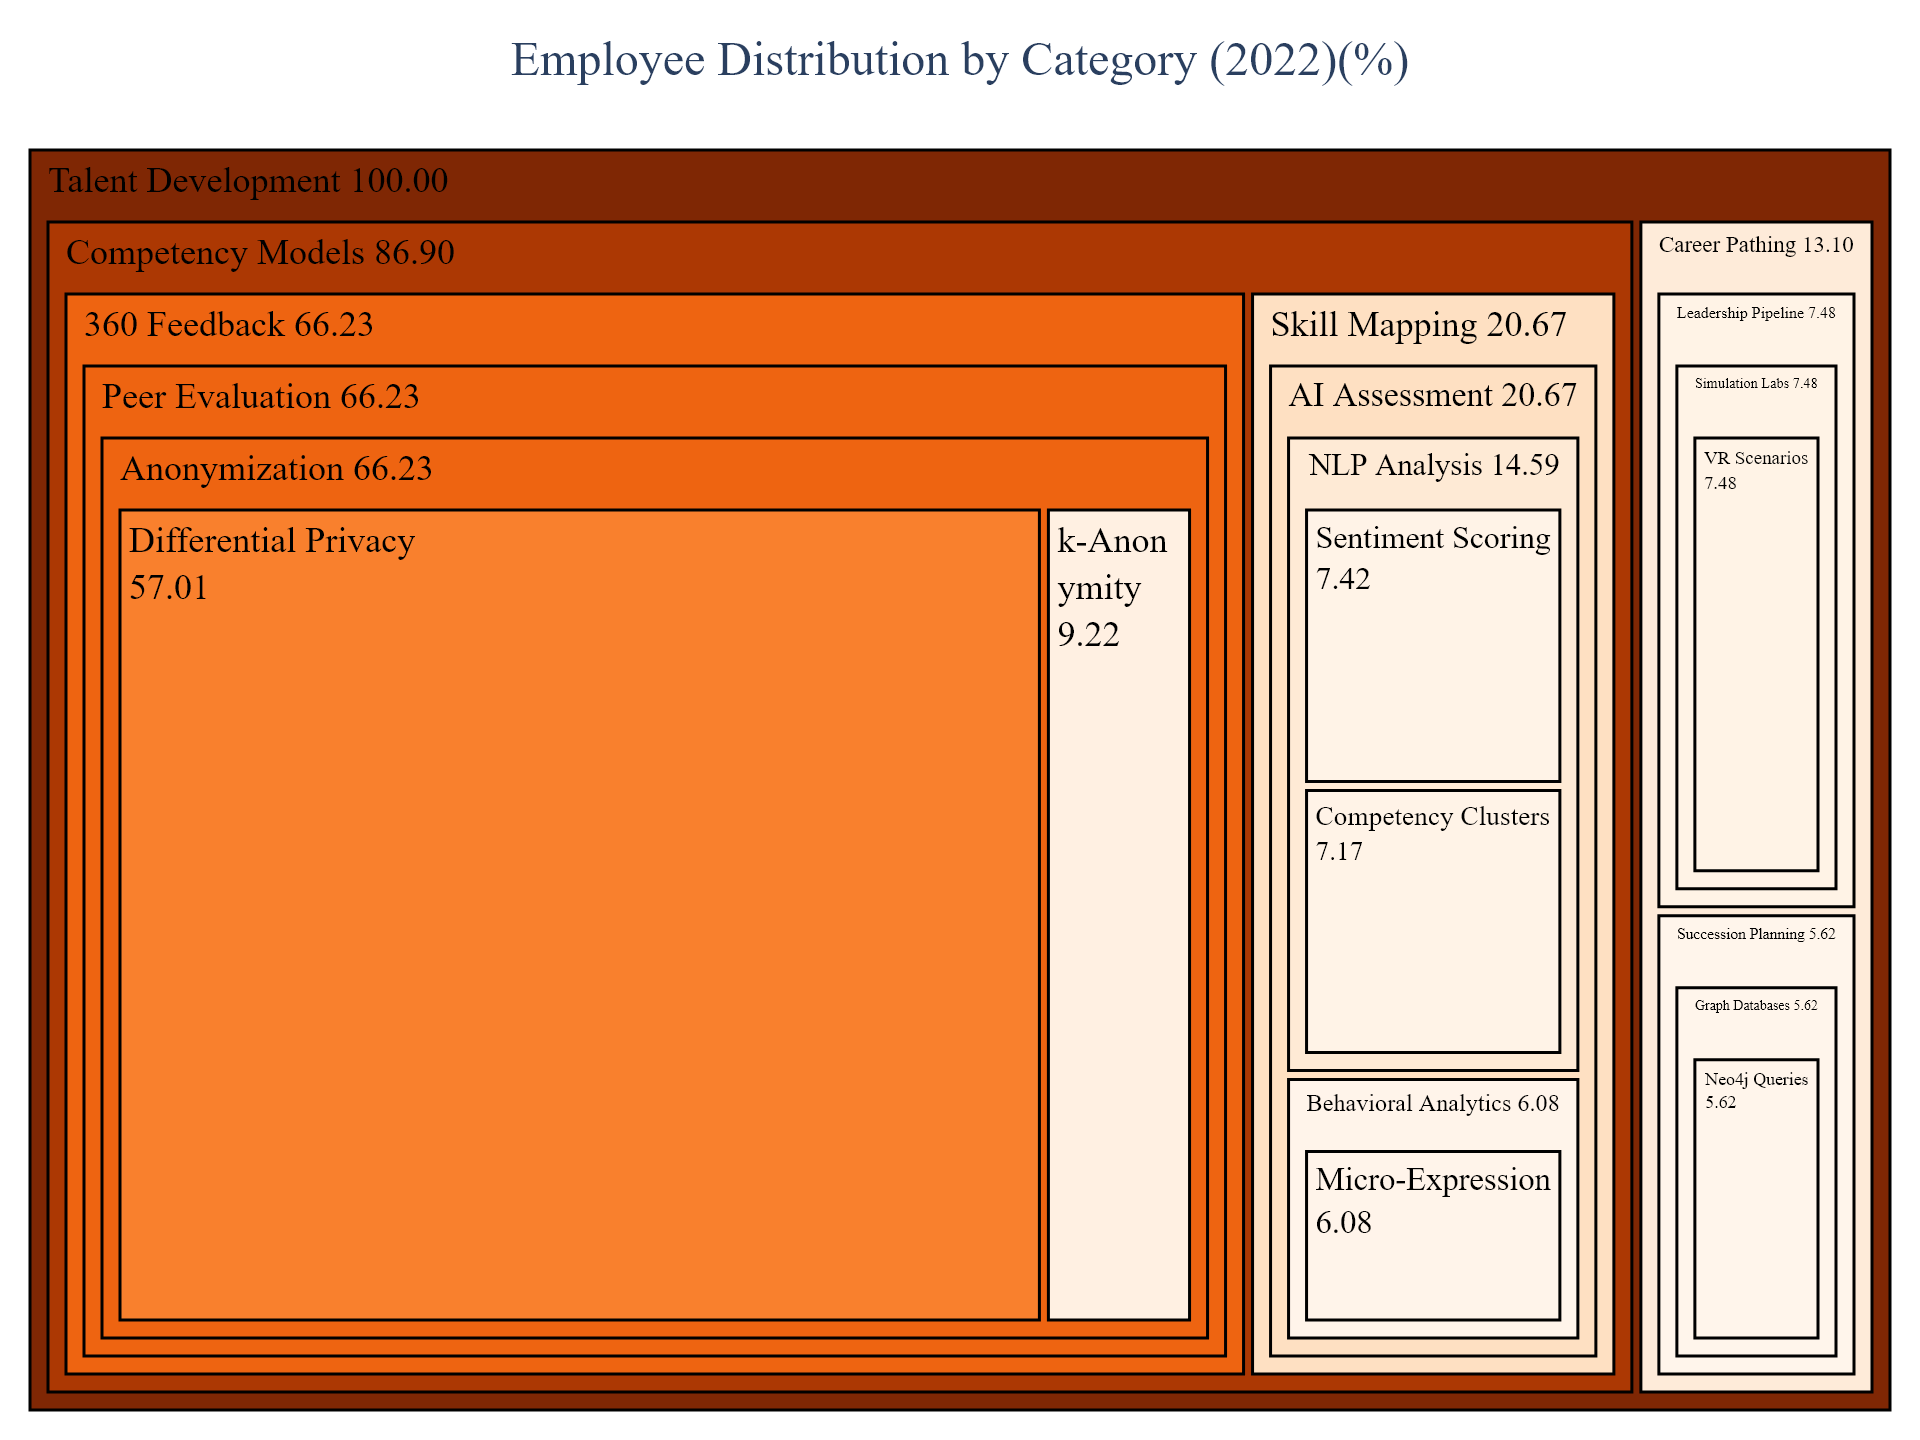 Employee Distribution by Category (2022)(%)
Talent Development 100.00
Competency Models 86.90
360 Feedback 66.23
Peer Evaluation 66.23
Anonymization 66.23
Differential Privacy
57.01
k-Anon
ymity
9.22
Skill Mapping 20.67
AI Assessment 20.67
NLP Analysis 14.59
Sentiment Scoring
7.42
Competency Clusters
7.17
Behavioral Analytics 6.08
Micro-Expression
6.08
Career Pathing 13.10
Leadership Pipeline 7.48
Simulation Labs 7.48
VR Scenarios
7.48
Succession Planning 5.62
Graph Databases 5.62
Neo4j Queries
5.62